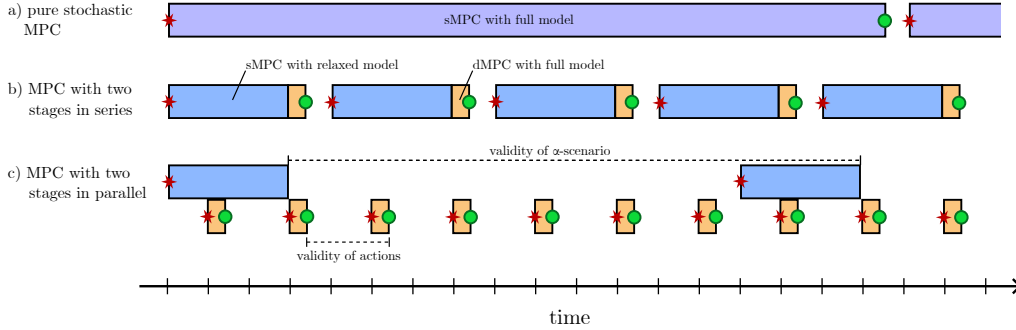 a) pure stochastic
MPC
sMPC with full model
sMPC with relaxed model
dMPC with full model
b) MPC with two
stages in series
validity of α-scenario
c) MPC with two
stages in parallel
validity of actions
time